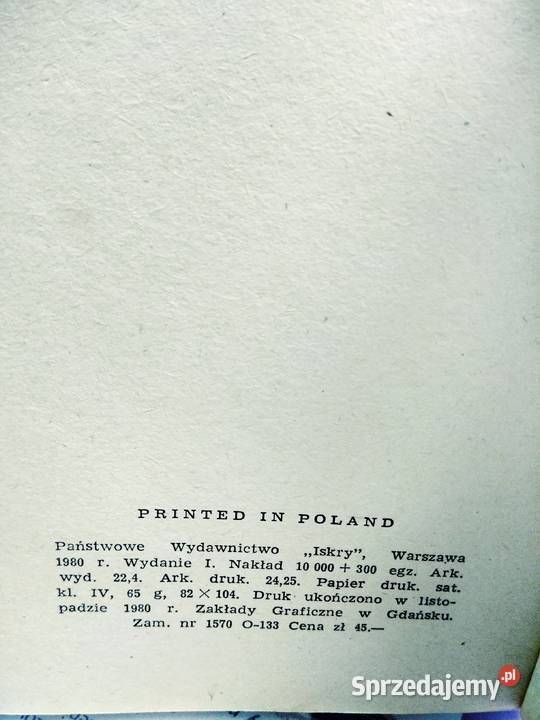 PRINTED IN POLAND
Państwowe Wydawnictwo „Iskry”, Warszawa
1980 r. Wydanie I. Nakład 10 000 + 300 egz. Ark.
wyd. 22,4. Ark. druk. 24,25. Papier druk. sat.
kl. IV, 65 g, 82 × 104. Druk ukończono w listo-
padzie 1980 r. Zakłady Graficzne w Gdańsku.
Zam. nr 1570 O-133 Cena zł 45.—
Sprzedajemy.pl